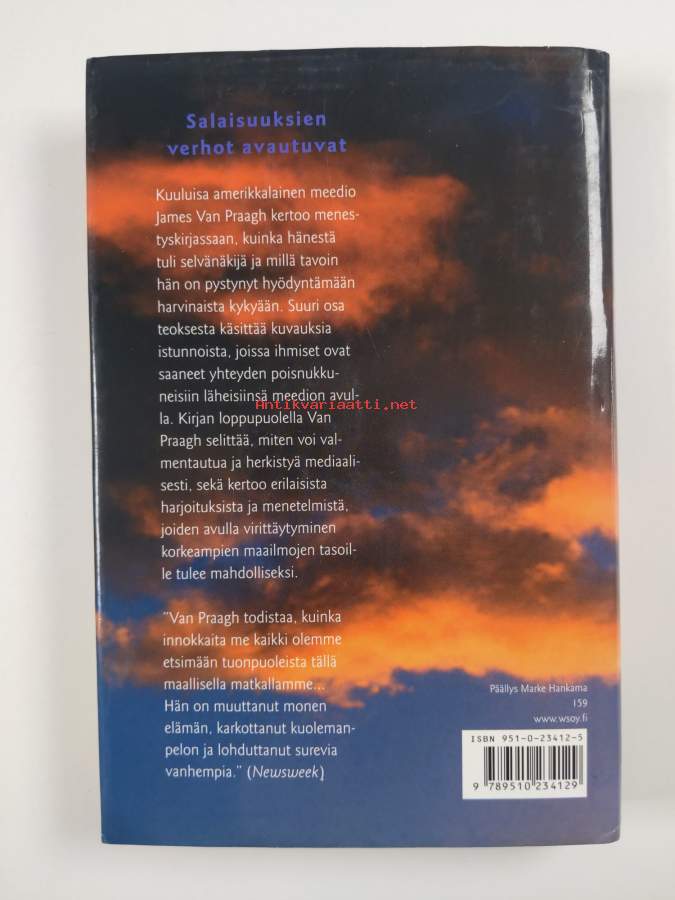 Salaisuuksien
verhot avautuvat
Kuuluisa amerikkalainen meedio
James Van Praagh kertoo menes-
tyskirjassaan, kuinka hänestä
tuli selvänäkijä ja millä tavoin
hän on pystynyt hyödyntämään
harvinaista kykyään. Suuri osa
teoksesta käsittää kuvauksia
istunnoista, joissa ihmiset ovat
saaneet yhteyden poisnukku-
neisiin läheisiinsä meedion avul-
la. Kirjan loppupuolella Van
Praagh selittää, miten voi val-
mentautua ja herkistyä mediaali-
sesti, sekä kertoo erilaisista
harjoituksista ja menetelmistä,
joiden avulla virittäytyminen
korkeampien maailmojen tasoil-
le tulee mahdolliseksi.
"Van Praagh todistaa, kuinka
innokkaita me kaikki olemme
etsimään tuonpuoleista tällä
maallisella matkallamme...
Hän on muuttanut monen
elämän, karkottanut kuoleman-
pelon ja lohduttanut surevia
vanhempia." (Newsweek)
Antikvariaatti.net
Päällys Marke Hankama
159
www.wsoy.fi
ISBN 951-0-23412-5
9 789510 234129